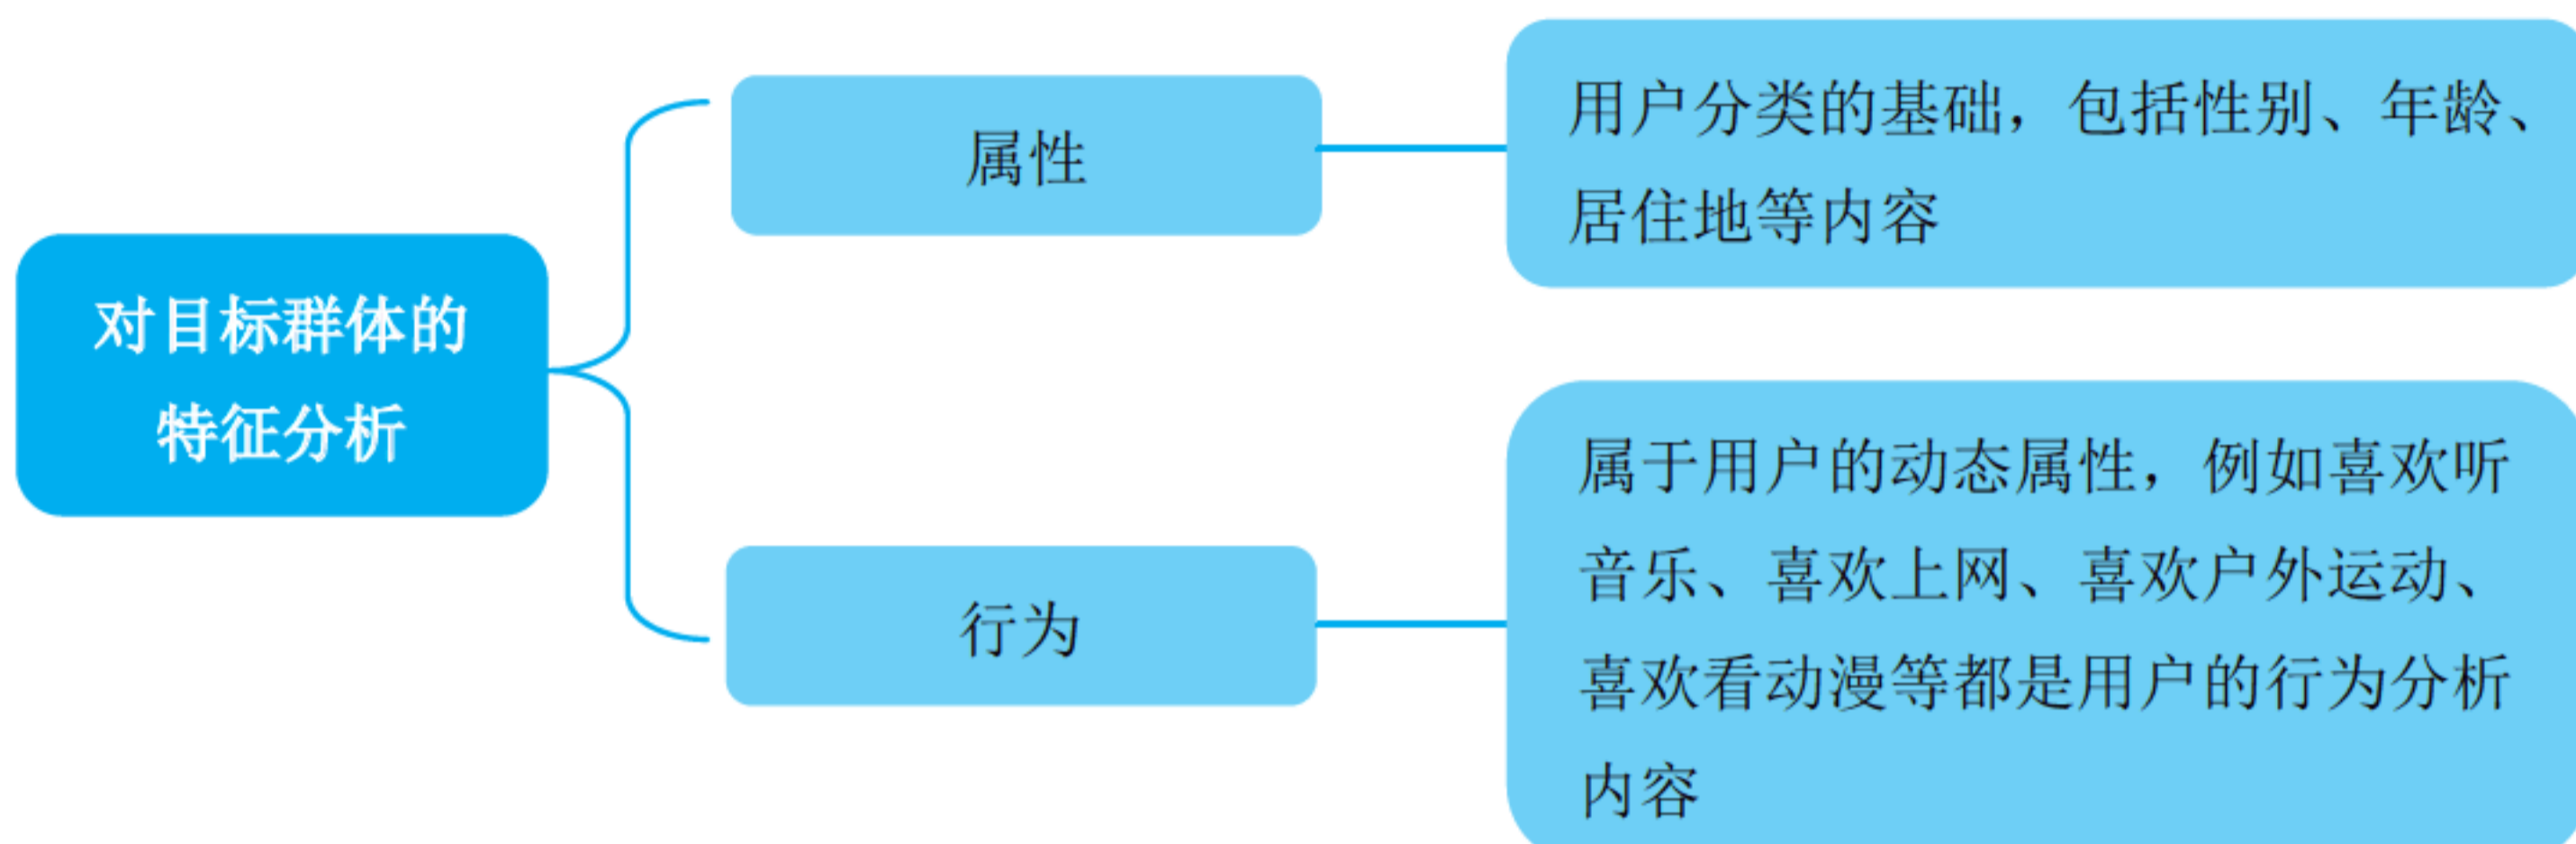 对目标群体的
特征分析
属性
用户分类的基础，包括性别、年龄、
居住地等内容
行为
属于用户的动态属性，例如喜欢听
音乐、喜欢上网、喜欢户外运动、
喜欢看动漫等都是用户的行为分析
内容